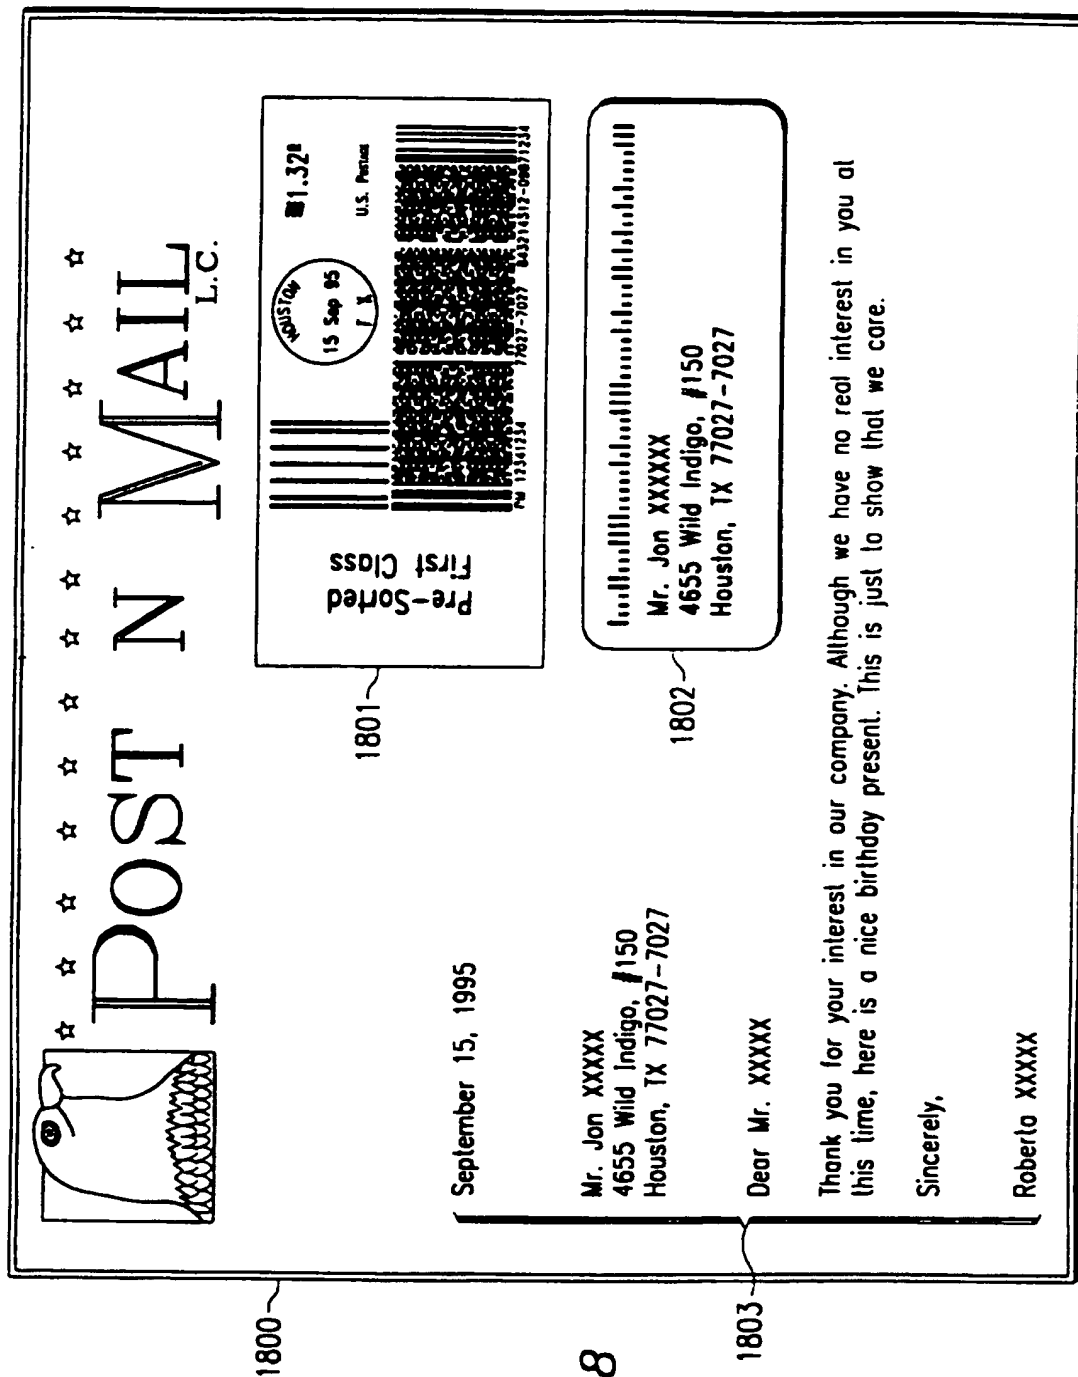 POST N MAIL
L.C.
1800
1801
Pre-Sorted
First Class
HOUSTON
15 Sep 95
T X
1.32
U.S. Postage
PM 12341234 77027-7027
1802
Mr. Jon XXXXXX
4655 Wild Indigo, #150
Houston, TX 77027-7027
September 15, 1995
Mr. Jon XXXXX
4655 Wild Indigo, #150
Houston, TX 77027-7027
Dear Mr. XXXXX
Thank you for your interest in our company. Although we have no real interest in you at
this time, here is a nice birthday present. This is just to show that we care.
Sincerely,
Roberta XXXXX
1803
8